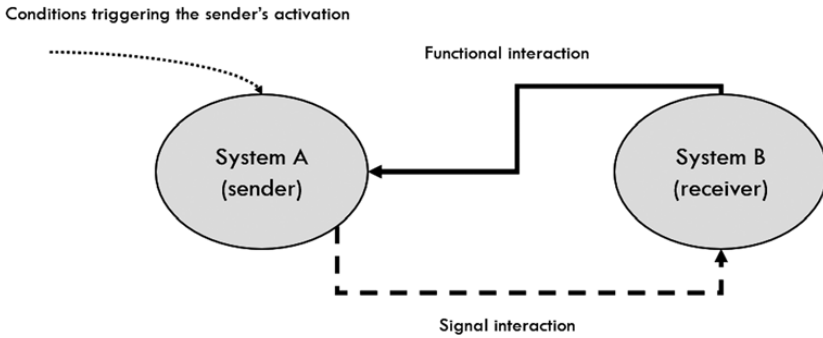 Conditions triggering the sender's activation
Functional interaction
System A
(sender)
System B
(receiver)
Signal interaction